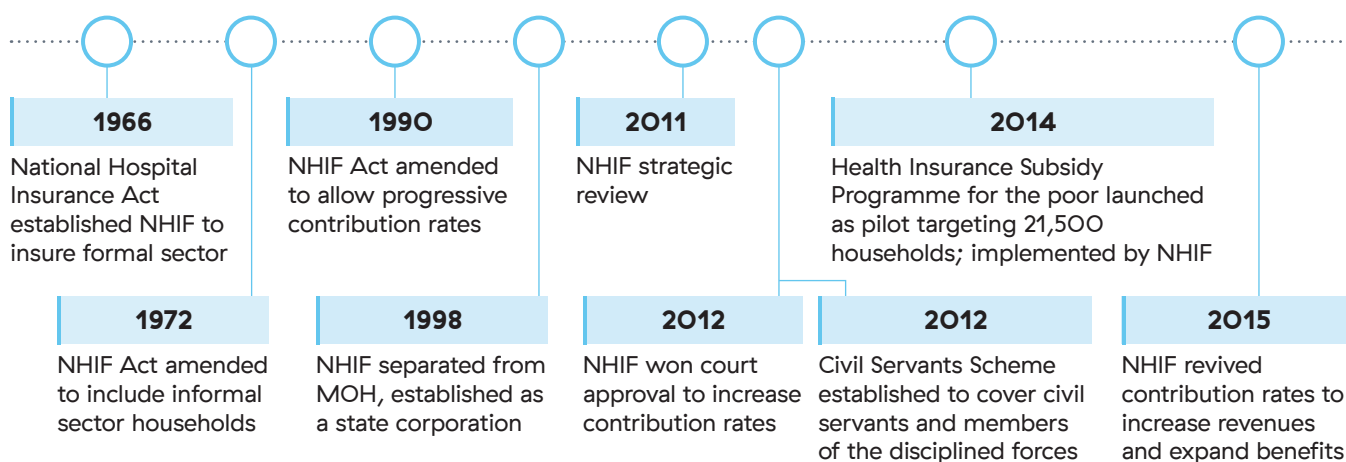 1966
National Hospital
Insurance Act
established NHIF to
insure formal sector
1972
NHIF Act amended
to include informal
sector households
1990
NHIF Act amended
to allow progressive
contribution rates
1998
NHIF separated from
MOH, established as
a state corporation
2011
NHIF strategic
review
2012
NHIF won court
approval to increase
contribution rates
2012
Civil Servants Scheme
established to cover civil
servants and members
of the disciplined forces
2014
Health Insurance Subsidy
Programme for the poor launched
as pilot targeting 21,500
households; implemented by NHIF
2015
NHIF revived
contribution rates to
increase revenues
and expand benefits